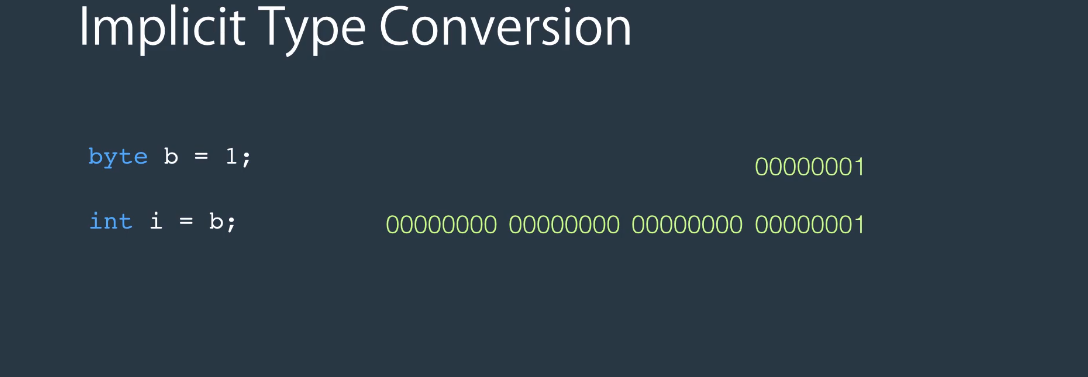 Implicit Type Conversion
byte b = 1;
00000001
int i = b;
00000000 00000000 00000000 00000001